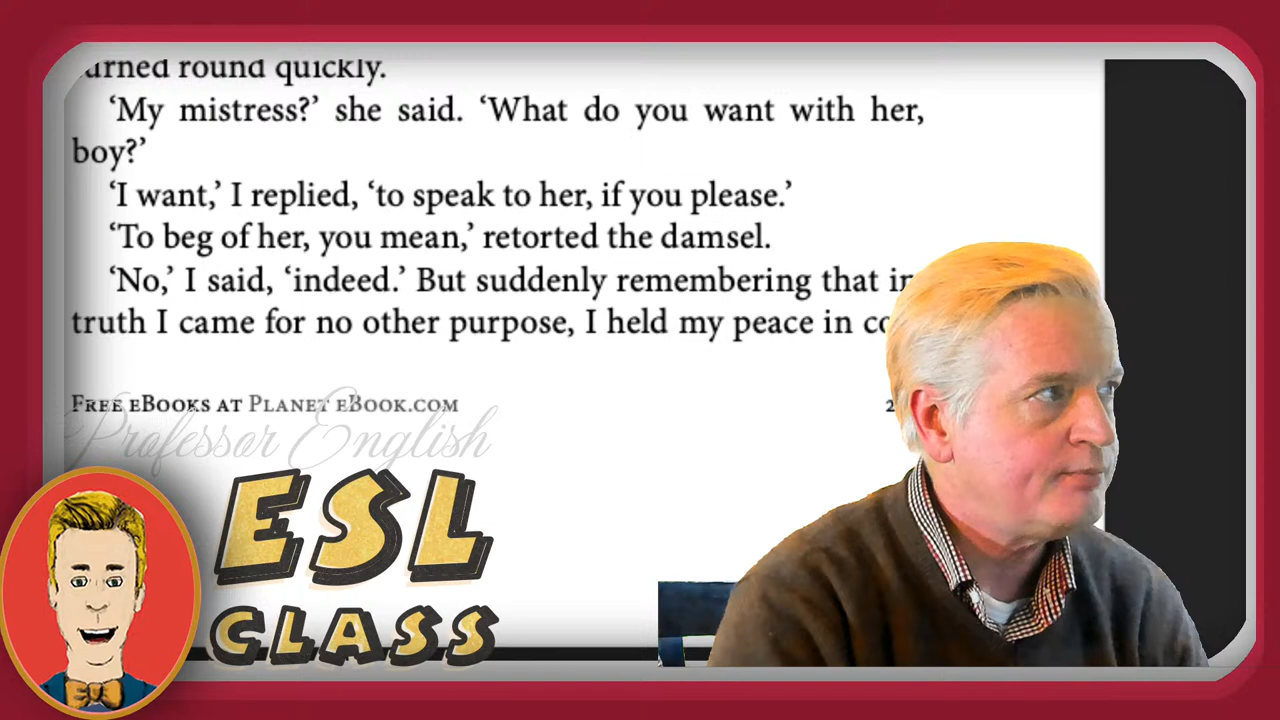 turned round quickly.
‘My mistress?’ she said. ‘What do you want with her,
boy?’
‘I want,’ I replied, ‘to speak to her, if you please.’
‘To beg of her, you mean,’ retorted the damsel.
‘No,’ I said, ‘indeed.’ But suddenly remembering that in
truth I came for no other purpose, I held my peace in
Free eBooks at Planet eBook.com
Professor English
ESL
CLASS